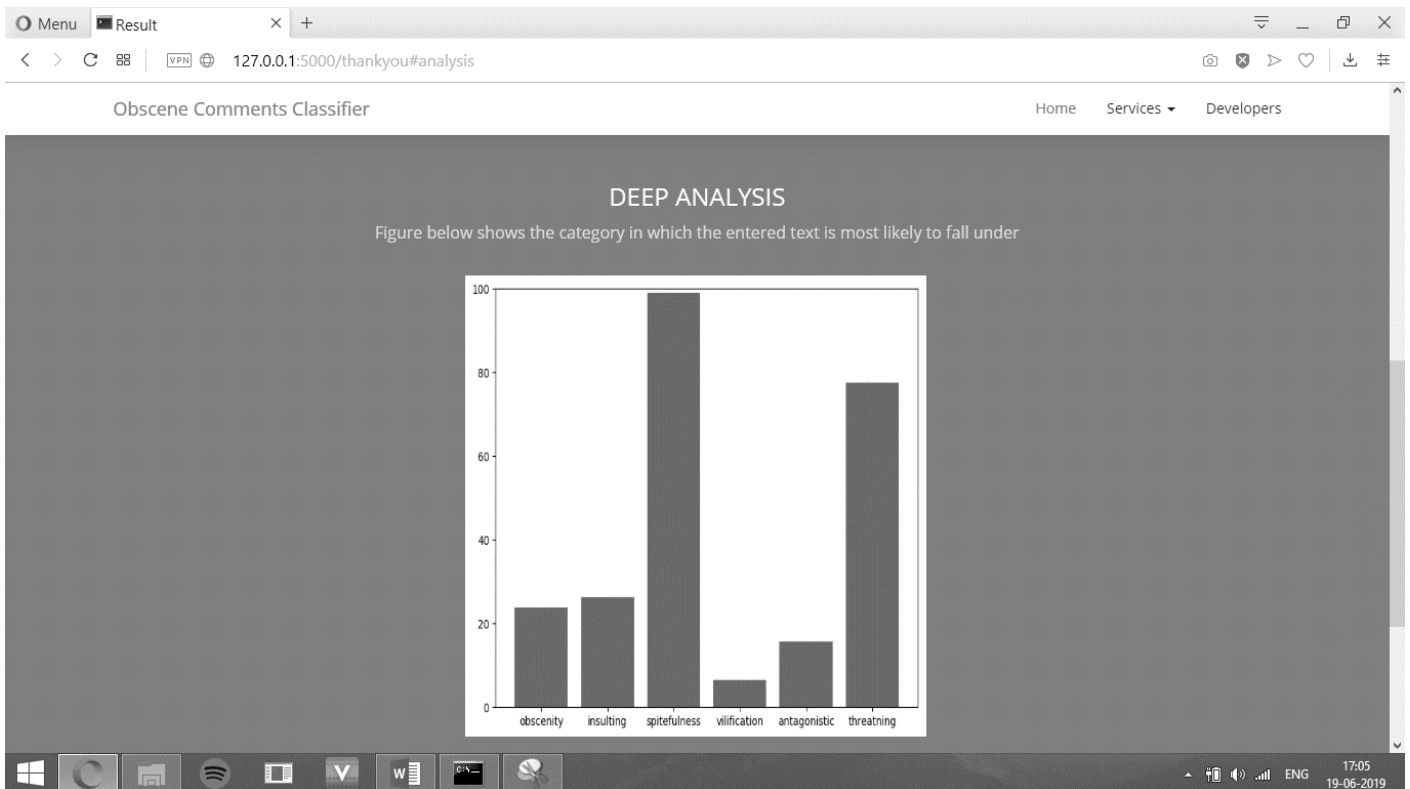 Menu Result
VPN 127.0.0.1:5000/thankyou#analysis
Obscene Comments Classifier Home Services Developers
DEEP ANALYSIS
Figure below shows the category in which the entered text is most likely to fall under
100
80
60
40
20
0
obscenity insulting spitefulness vilification antagonistic threatning
V W C:\ ENG 17:05
19-06-2019